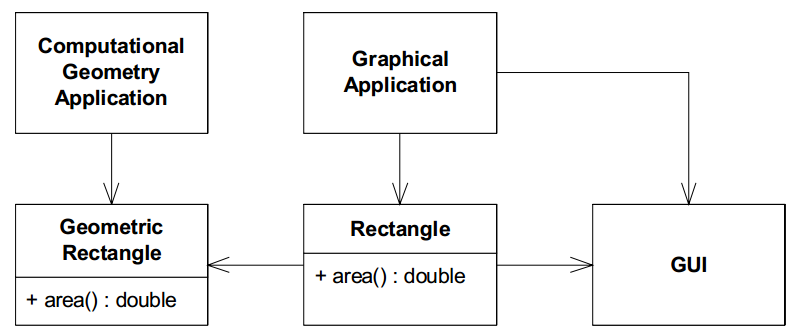 Computational
Geometry
Application
Graphical
Application
Geometric
Rectangle
+ area() : double
Rectangle
+ area() : double
GUI